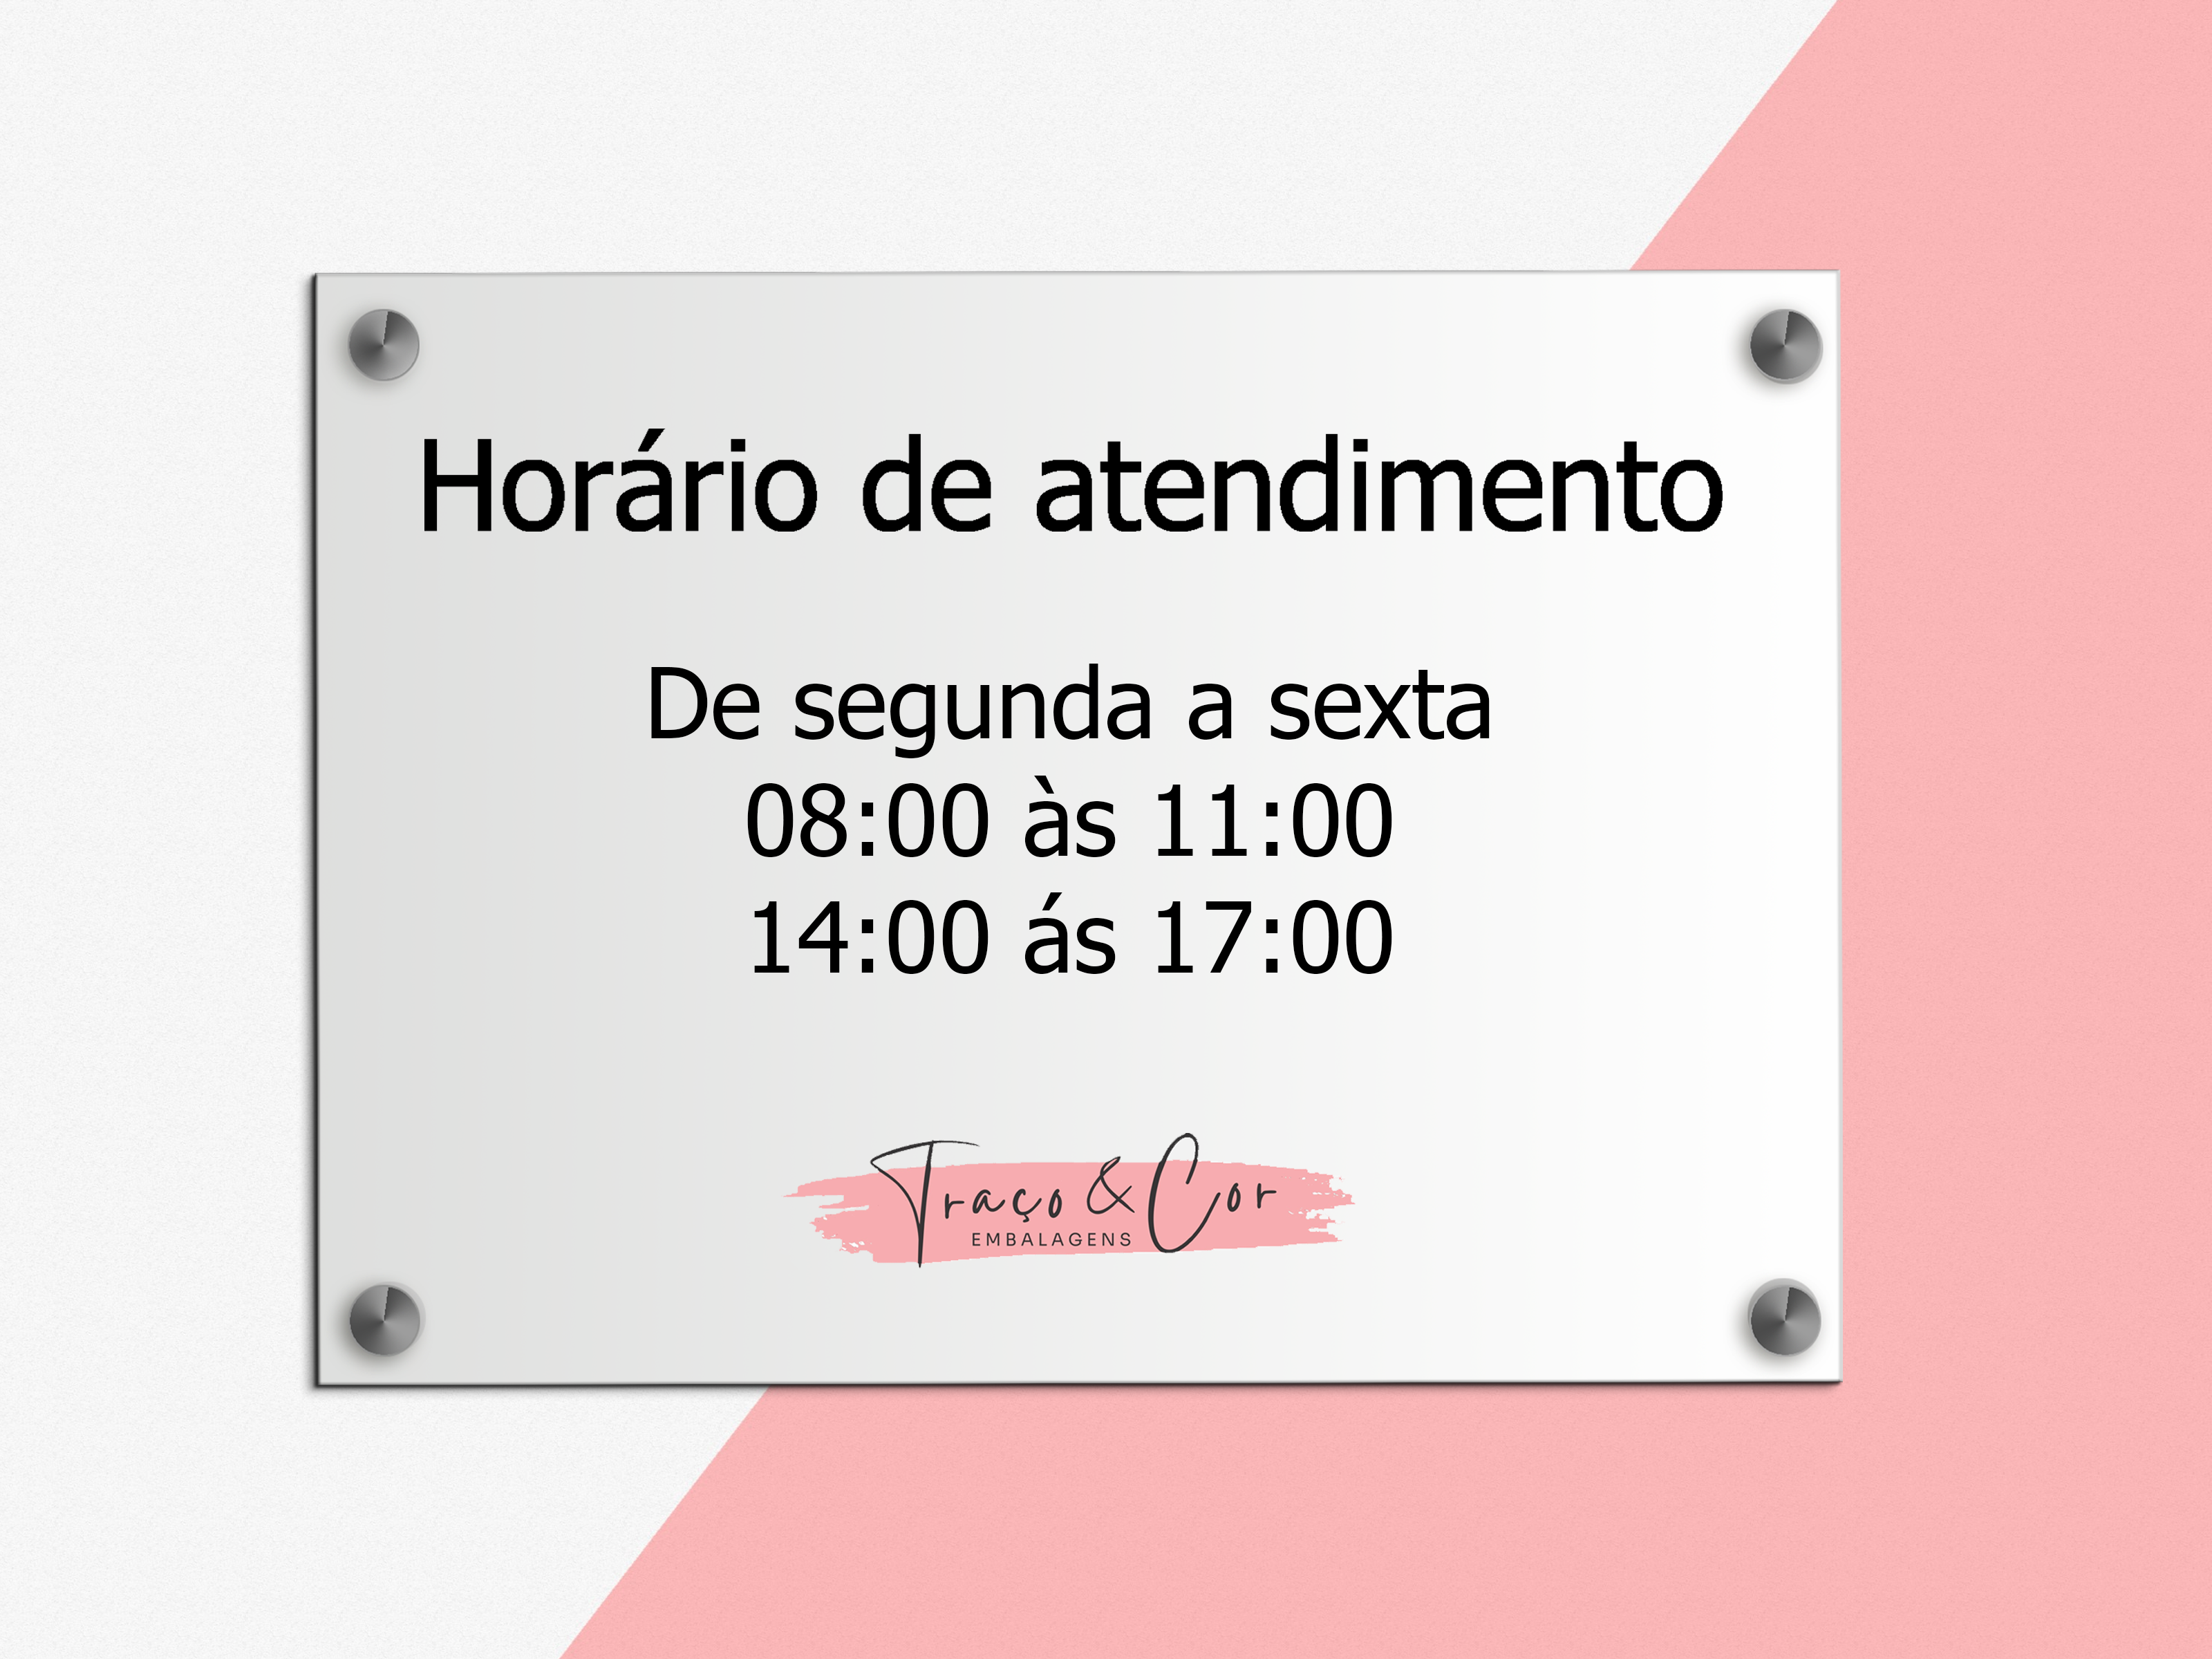 Horário de atendimento
De segunda a sexta
08:00 às 11:00
14:00 ás 17:00
Traço & Cor
EMBALAGENS